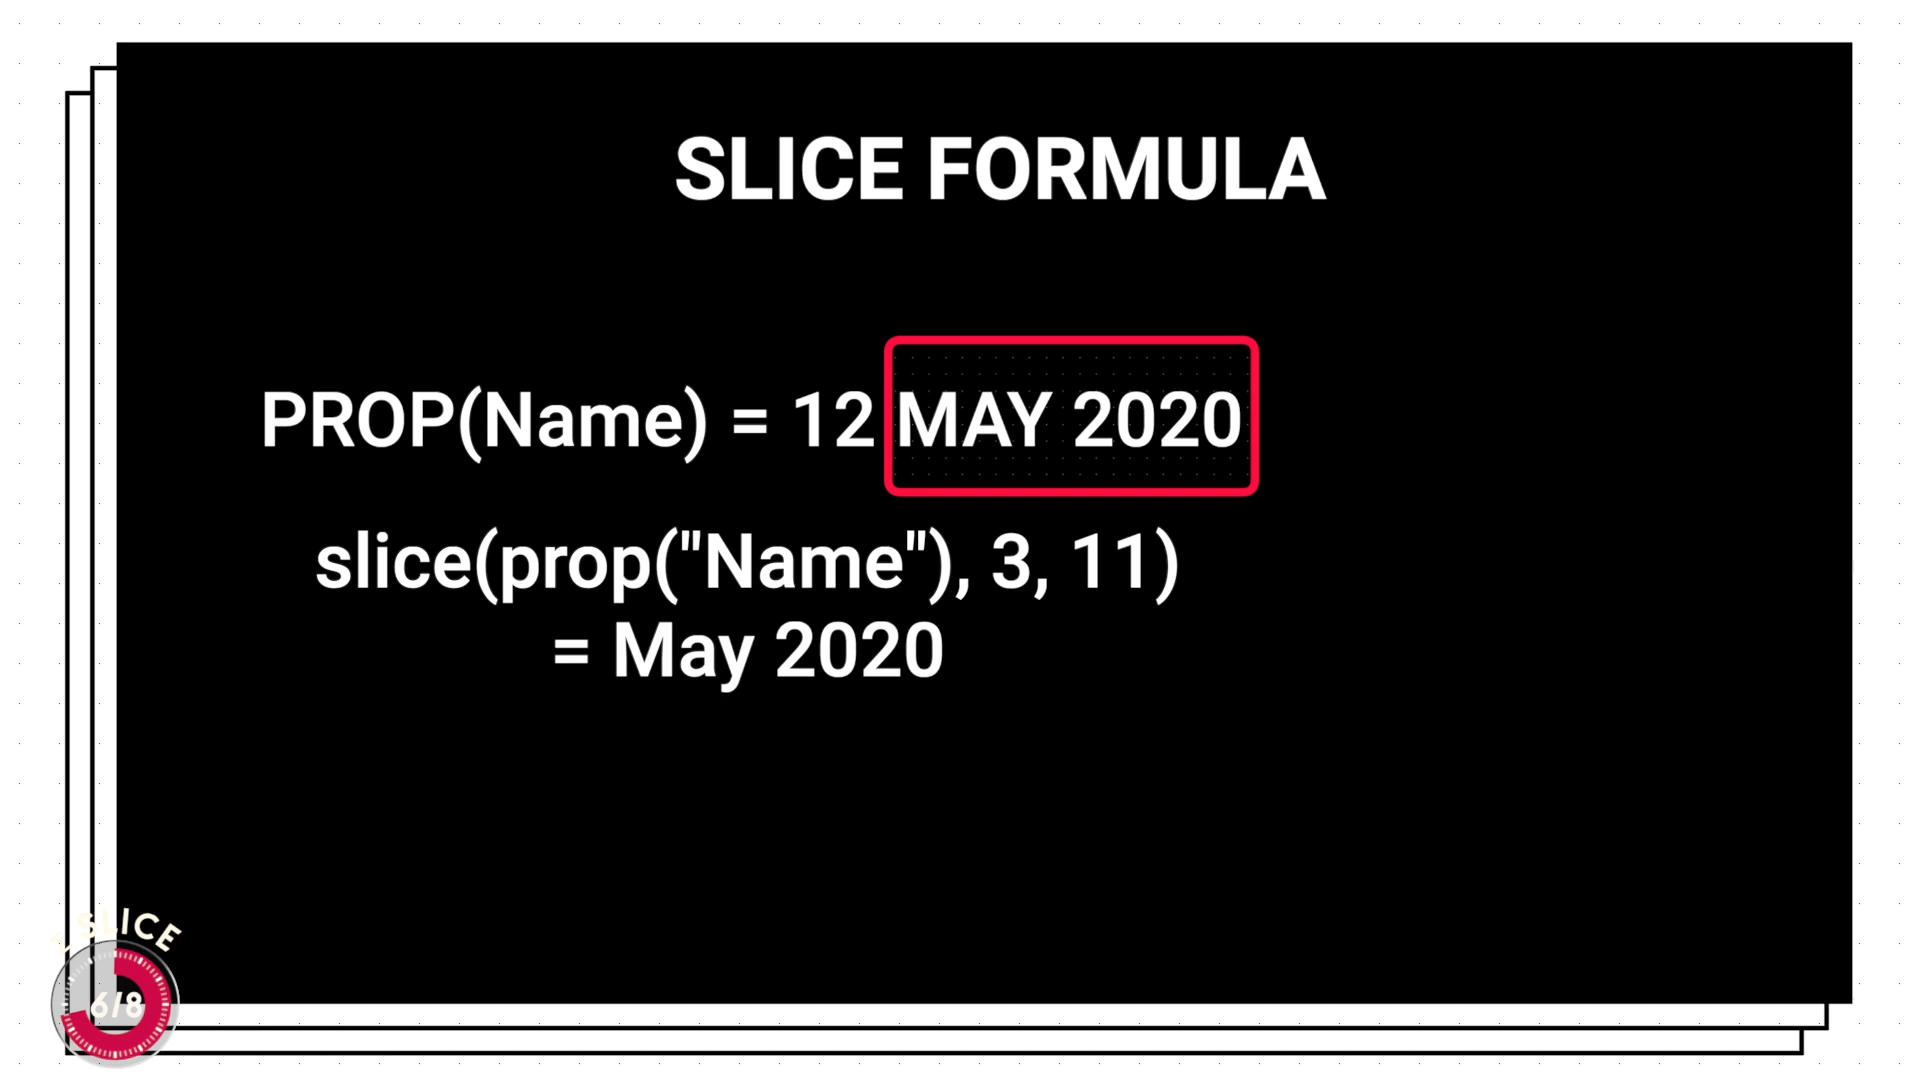 SLICE FORMULA
PROP(Name) = 12 MAY 2020
slice(prop("Name"), 3, 11)
= May 2020
SLICE
6/8